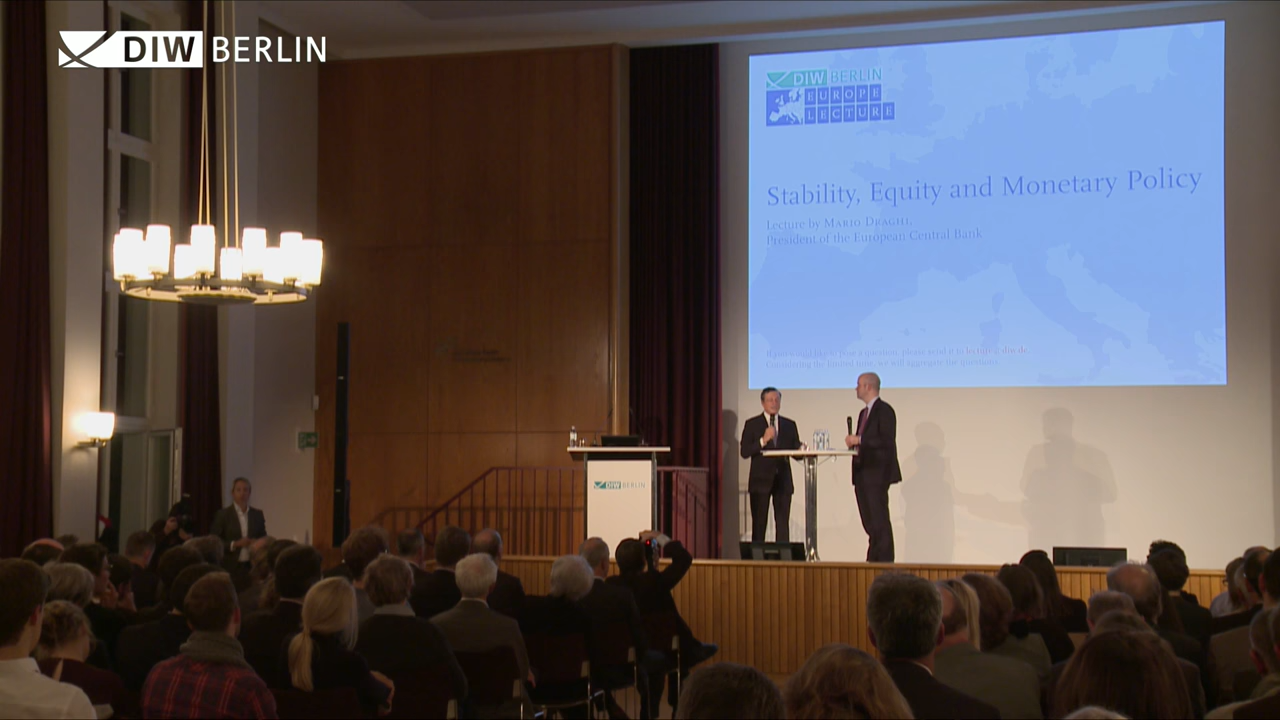 DIW BERLIN
DIW BERLIN
EUROPE
LECTURE
Stability, Equity and Monetary Policy
Lecture by MARIO DRAGHI,
President of the European Central Bank
DIW BERLIN